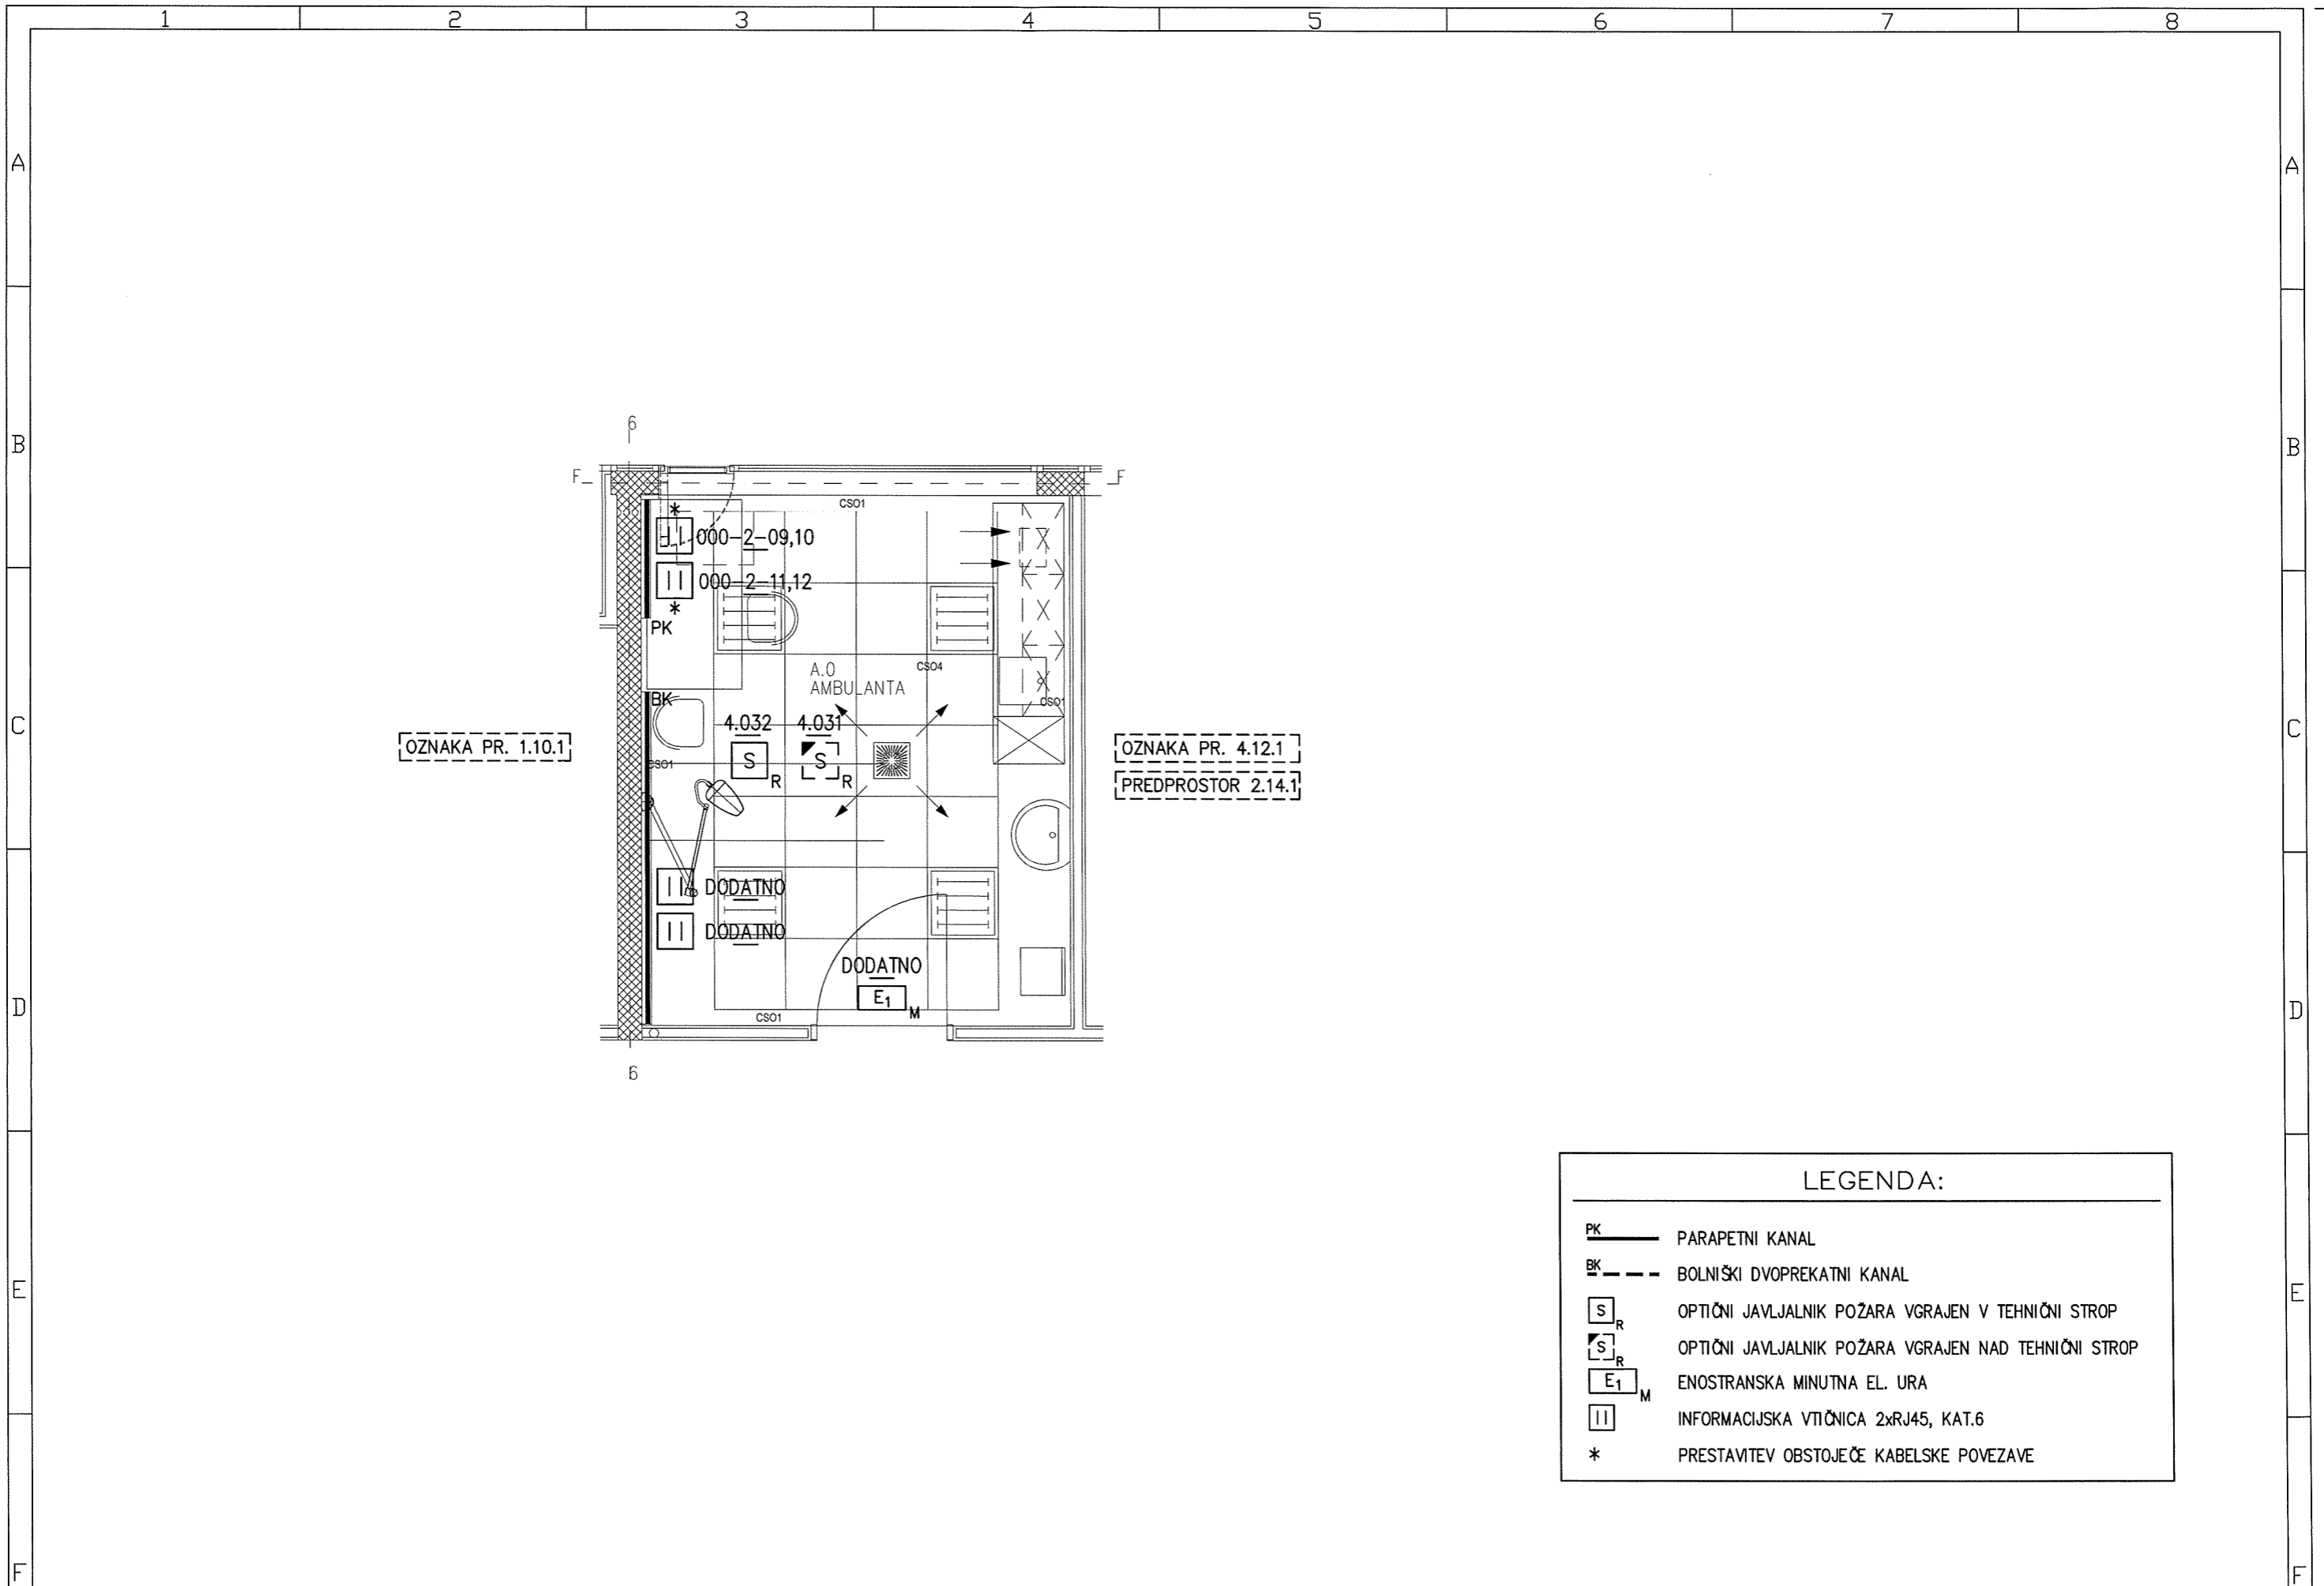 1 2 3 4 5 6 7 8
A A
B B
C C
D D
E E
F F
6
F F
CSO1
000-2-09,10
000-2-11,12
PK
A.0
AMBULANTA
CSO4
BK
CSO1
4.032 4.031
S R
S R
CSO1
OZNAKA PR. 1.10.1
OZNAKA PR. 4.12.1
PREDPROSTOR 2.14.1
DODATNO
DODATNO
DODATNO
E1 M
CSO1
6
LEGENDA:
PK PARAPETNI KANAL
BK BOLNIŠKI DVOPREKATNI KANAL
S R OPTIČNI JAVLJALNIK POŽARA VGRAJEN V TEHNIČNI STROP
S R OPTIČNI JAVLJALNIK POŽARA VGRAJEN NAD TEHNIČNI STROP
E1 M ENOSTRANSKA MINUTNA EL. URA
INFORMACIJSKA VTIČNICA 2xRJ45, KAT.6
* PRESTAVITEV OBSTOJEČE KABELSKE POVEZAVE